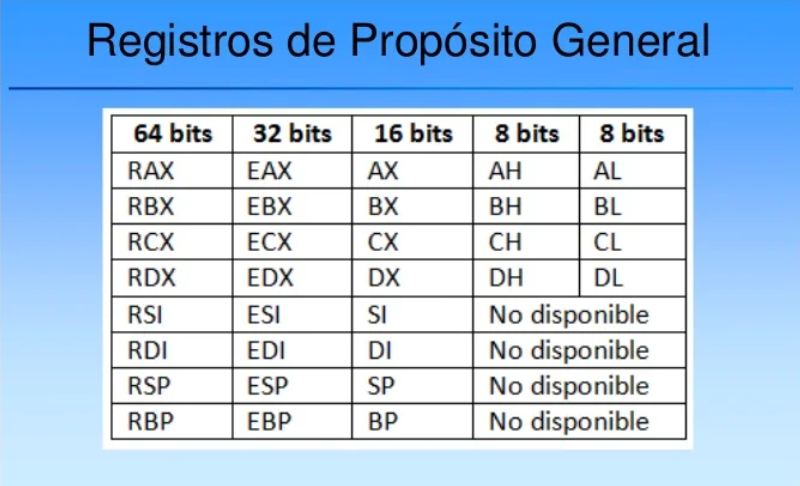 Registros de Propósito General
64 bits 32 bits 16 bits 8 bits 8 bits
RAX EAX AX AH AL
RBX EBX BX BH BL
RCX ECX CX CH CL
RDX EDX DX DH DL
RSI ESI SI No disponible
RDI EDI DI No disponible
RSP ESP SP No disponible
RBP EBP BP No disponible